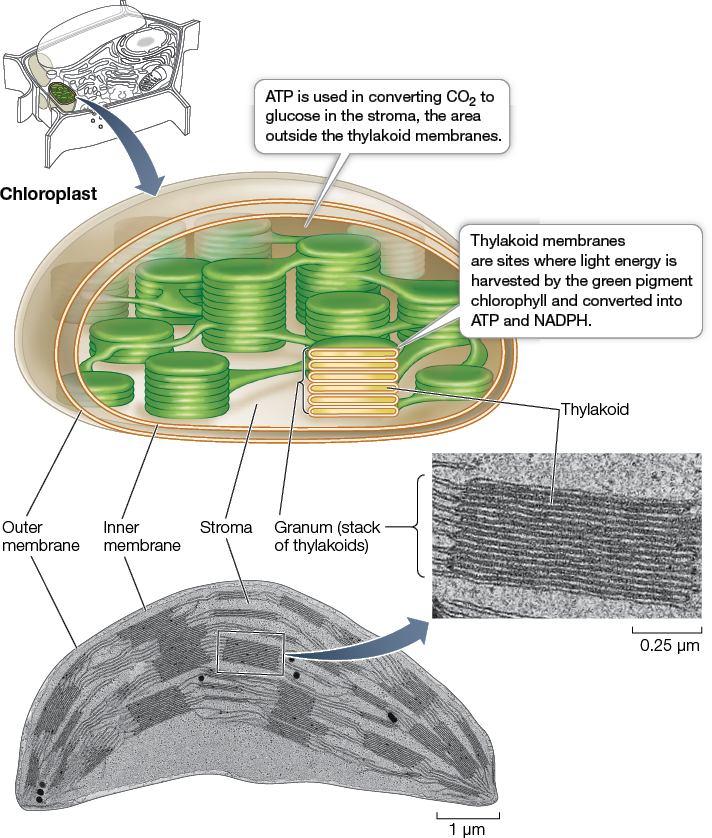 ATP is used in converting CO₂ to
glucose in the stroma, the area
outside the thylakoid membranes.
Chloroplast
Thylakoid membranes
are sites where light energy is
harvested by the green pigment
chlorophyll and converted into
ATP and NADPH.
Thylakoid
Outer
membrane
Inner
membrane
Stroma
Granum (stack
of thylakoids)
0.25 µm
1 µm